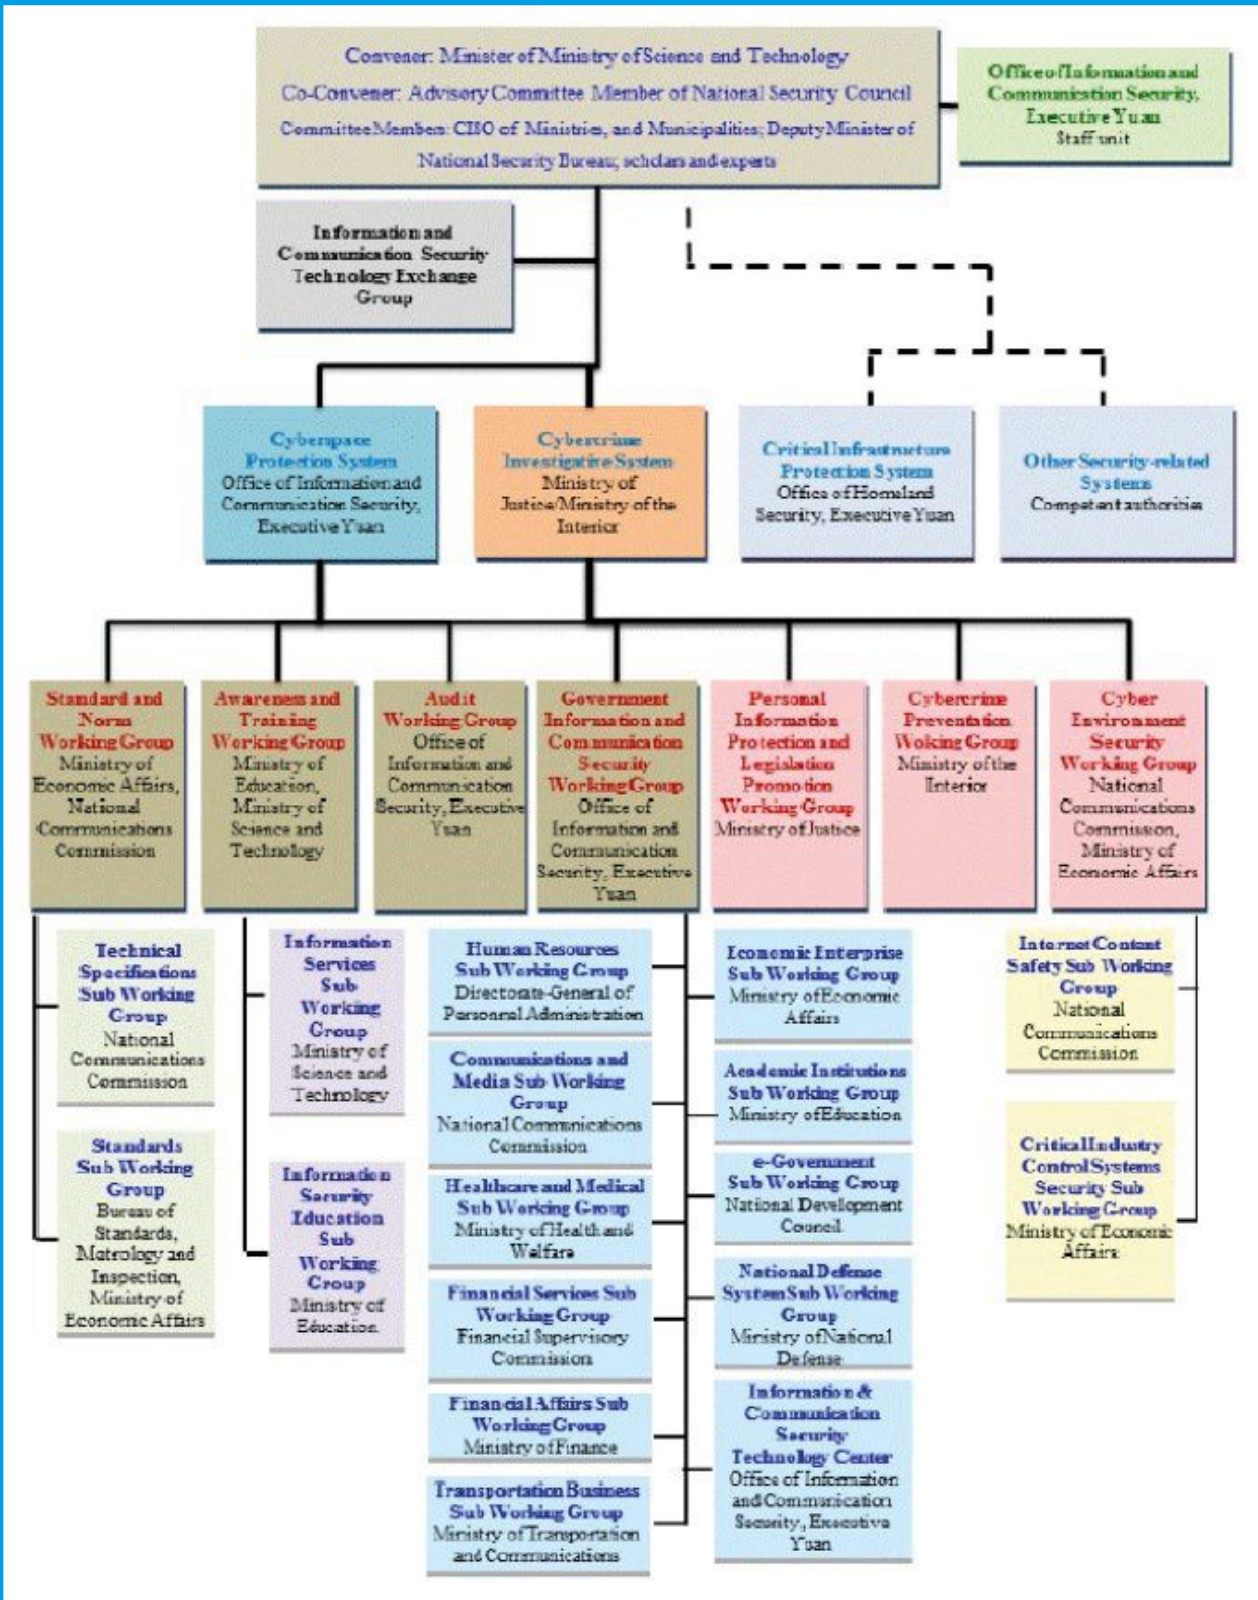 Convener: Minister of Ministry of Science and Technology
Co-Convener: Advisory Committee Member of National Security Council
Committee Members: CISO of Ministries, and Municipalities; Deputy Minister of
National Security Bureau; scholars and experts
Office of Information and
Communication Security,
Executive Yuan
Staff unit
Information and
Communication Security
Technology Exchange
Group
Cyberspace
Protection System
Office of Information and
Communication Security,
Executive Yuan
Cybercrime
Investigative System
Ministry of
Justice/Ministry of the
Interior
Critical Infrastructure
Protection System
Office of Homeland
Security, Executive Yuan
Other Security-related
Systems
Competent authorities
Standard and
Norm
Working Group
Ministry of
Economic Affairs,
National
Communications
Commission
Awareness and
Training
Working Group
Ministry of
Education,
Ministry of
Science and
Technology
Audit
Working Group
Office of
Information and
Communication
Security, Executive
Yuan
Government
Information and
Communication
Security
Working Group
Office of
Information and
Communication
Security, Executive
Yuan
Personal
Information
Protection and
Legislation
Promotion
Working Group
Ministry of Justice
Cybercrime
Preventation
Woking Group
Ministry of the
Interior
Cyber
Environment
Security
Working Group
National
Communications
Commission,
Ministry of
Economic Affairs
Technical
Specifications
Sub Working
Group
National
Communications
Commission
Standards
Sub Working
Group
Bureau of
Standards,
Metrology and
Inspection,
Ministry of
Economic Affairs
Information
Services
Sub
Working
Group
Ministry of
Science and
Technology
Information
Security
Education
Sub
Working
Group
Ministry of
Education
Human Resources
Sub Working Group
Directorate-General of
Personnal Administration
Communications and
Media Sub Working
Group
National Communications
Commission
Healthcare and Medical
Sub Working Group
Ministry of Health and
Welfare
Financial Services Sub
Working Group
Financial Supervisory
Commission
Financial Affairs Sub
Working Group
Ministry of Finance
Transportation Business
Sub Working Group
Ministry of Transportation
and Communications
Economic Enterprise
Sub Working Group
Ministry of Economic
Affairs
Academic Institutions
Sub Working Group
Ministry of Education
e-Government
Sub Working Group
National Development
Council
National Defense
System Sub Working
Group
Ministry of National
Defense
Information &
Communication
Security
Technology Center
Office of Information
and Communication
Security, Executive
Yuan
Internet Content
Safety Sub Working
Group
National
Communications
Commission
Critical Industry
Control Systems
Security Sub
Working Group
Ministry of Economic
Affairs